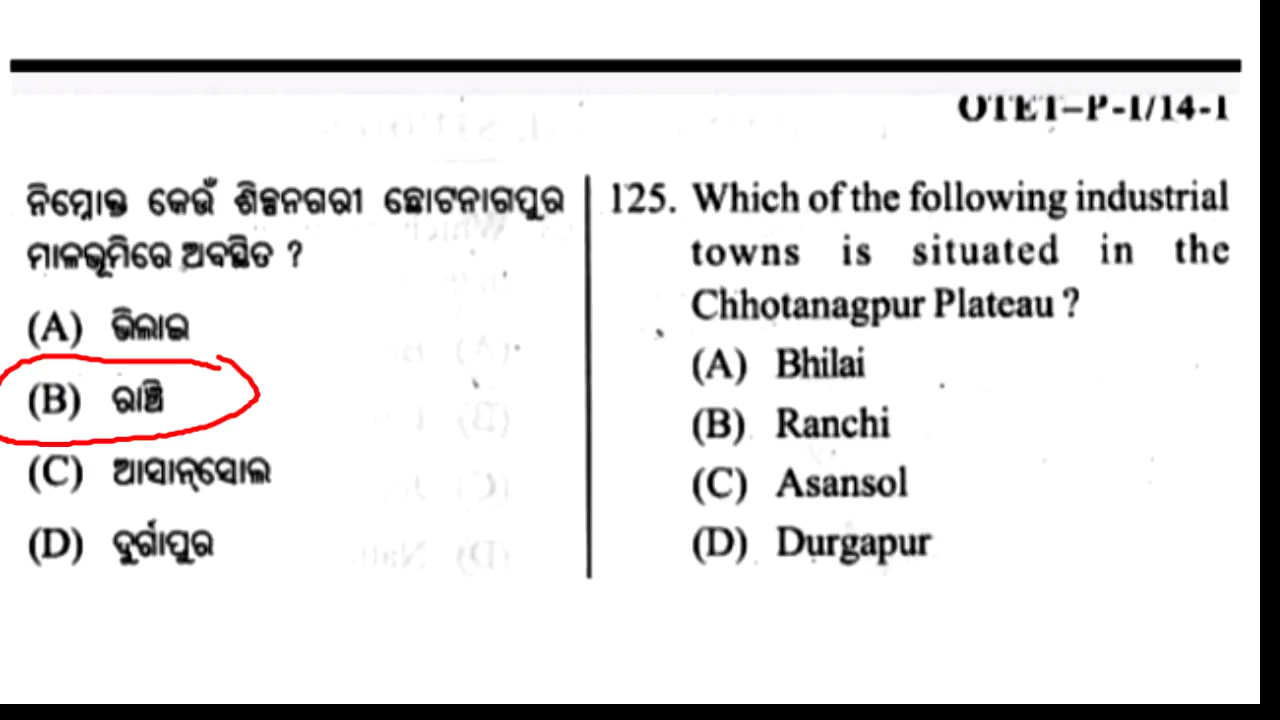 OTET–P-I/14-1
ନିମ୍ନୋକ୍ତ କେଉଁ ଶିଳ୍ପନଗରୀ ଛୋଟନାଗପୁର
ମାଳଭୂମିରେ ଅବସ୍ଥିତ ?
(A) ଭିଲାଇ
(B) ରାଞ୍ଚି
(C) ଆସାନ୍‌ସୋଲ
(D) ଦୁର୍ଗାପୁର
125. Which of the following industrial
towns is situated in the
Chhotanagpur Plateau ?
(A) Bhilai
(B) Ranchi
(C) Asansol
(D) Durgapur